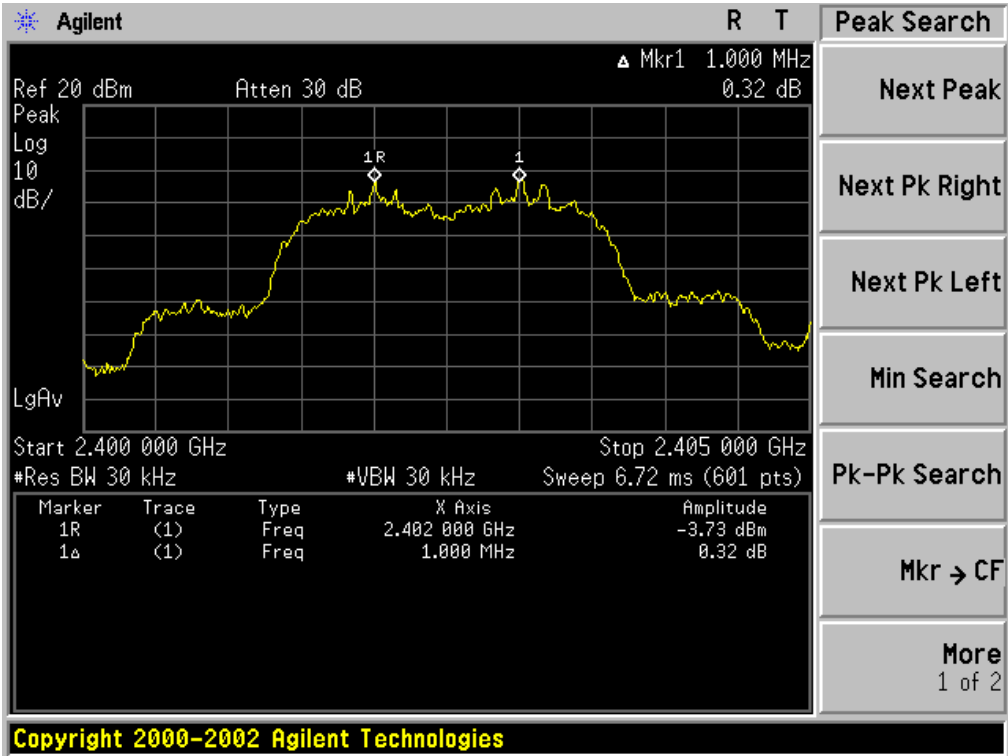 Agilent
R T
Peak Search
Δ Mkr1 1.000 MHz
Ref 20 dBm Atten 30 dB 0.32 dB
Peak
Log
10
dB/
1R
1
LgAv
Start 2.400 000 GHz Stop 2.405 000 GHz
#Res BW 30 kHz #VBW 30 kHz Sweep 6.72 ms (601 pts)
Marker Trace Type X Axis Amplitude
1R (1) Freq 2.402 000 GHz -3.73 dBm
1Δ (1) Freq 1.000 MHz 0.32 dB
Next Peak
Next Pk Right
Next Pk Left
Min Search
Pk-Pk Search
Mkr → CF
More
1 of 2
Copyright 2000-2002 Agilent Technologies